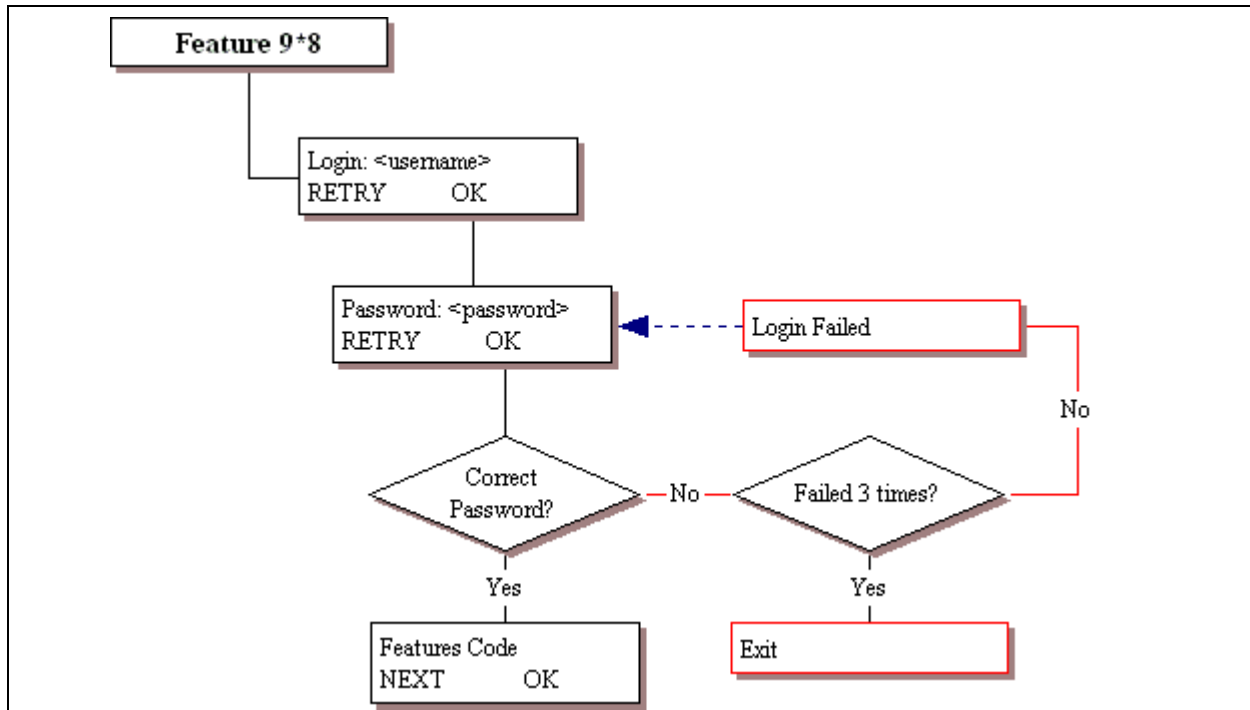 Feature 9*8
Login: <username>
RETRY OK
Password: <password>
RETRY OK
Login Failed
No
Correct
Password?
No
Failed 3 times?
Yes
Yes
Features Code
NEXT OK
Exit